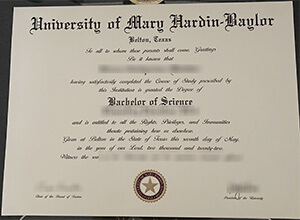 University of Mary Hardin-Baylor
Belton, Texas
To all to whom these presents shall come, Greetings
Be it known that
having satisfactorily completed the Course of Study prescribed by
this Institution is granted the Degree of
Bachelor of Science
and is entitled to all the Rights, Privileges, and Immunities
thereto pertaining here or elsewhere.
Given at Belton in the State of Texas this seventh day of May,
in the year of our Lord, two thousand and twenty-two.
Witness the